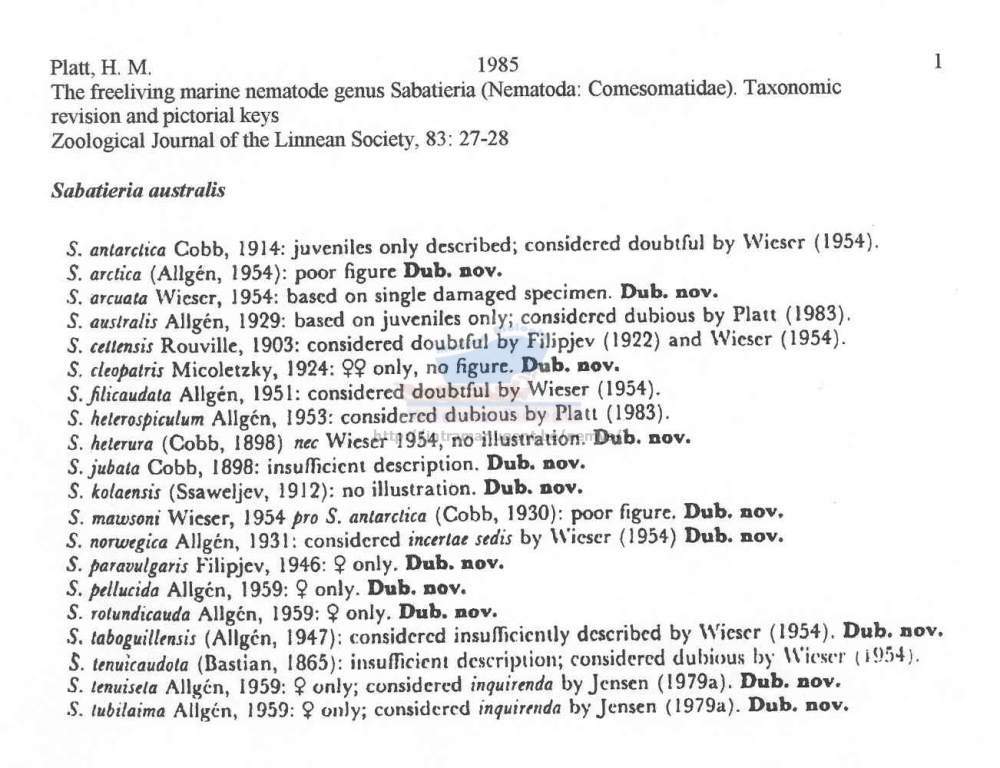 Platt, H. M. 1985 1
The freeliving marine nematode genus Sabatieria (Nematoda: Comesomatidae). Taxonomic
revision and pictorial keys
Zoological Journal of the Linnean Society, 83: 27-28
Sabatieria australis
S. antarctica Cobb, 1914: juveniles only described; considered doubtful by Wieser (1954).
S. arctica (Allgén, 1954): poor figure Dub. nov.
S. arcuata Wieser, 1954: based on single damaged specimen. Dub. nov.
S. australis Allgén, 1929: based on juveniles only; considered dubious by Platt (1983).
S. cettensis Rouville, 1903: considered doubtful by Filipjev (1922) and Wieser (1954).
S. cleopatris Micoletzky, 1924: ♀♀ only, no figure. Dub. nov.
S. filicaudata Allgén, 1951: considered doubtful by Wieser (1954).
S. heterospiculum Allgén, 1953: considered dubious by Platt (1983).
S. heterura (Cobb, 1898) nec Wieser 1954, no illustration. Dub. nov.
S. jubata Cobb, 1898: insufficient description. Dub. nov.
S. kolaensis (Ssaweljev, 1912): no illustration. Dub. nov.
S. mawsoni Wieser, 1954 pro S. antarctica (Cobb, 1930): poor figure. Dub. nov.
S. norwegica Allgén, 1931: considered incertae sedis by Wieser (1954) Dub. nov.
S. paravulgaris Filipjev, 1946: ♀ only. Dub. nov.
S. pellucida Allgén, 1959: ♀ only. Dub. nov.
S. rotundicauda Allgén, 1959: ♀ only. Dub. nov.
S. taboguillensis (Allgén, 1947): considered insufficiently described by Wieser (1954). Dub. nov.
S. tenuicaudota (Bastian, 1865): insufficient description; considered dubious by Wieser (1954).
S. tenuiseta Allgén, 1959: ♀ only; considered inquirenda by Jensen (1979a). Dub. nov.
S. tubilaima Allgén, 1959: ♀ only; considered inquirenda by Jensen (1979a). Dub. nov.